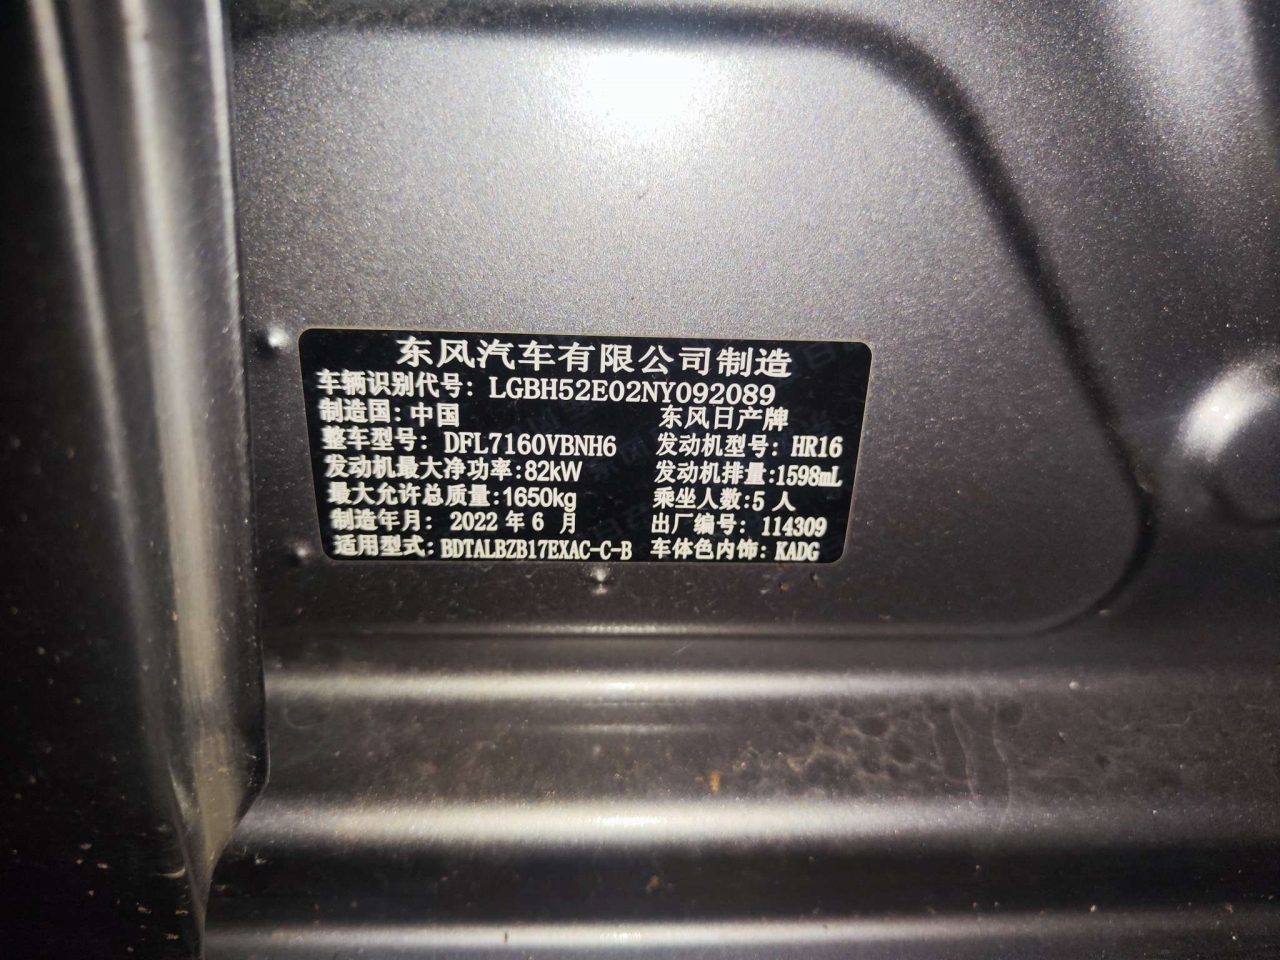 东风汽车有限公司制造
车辆识别代号: LGBH52E02NY092089
制造国: 中国 东风日产牌
整车型号: DFL7160VBNH6 发动机型号: HR16
发动机最大净功率: 82kW 发动机排量: 1598mL
最大允许总质量: 1650kg 乘坐人数: 5 人
制造年月: 2022 年 6 月 出厂编号: 114309
适用型式: BDTALBZB17EXAC-C-B 车体色内饰: KADG